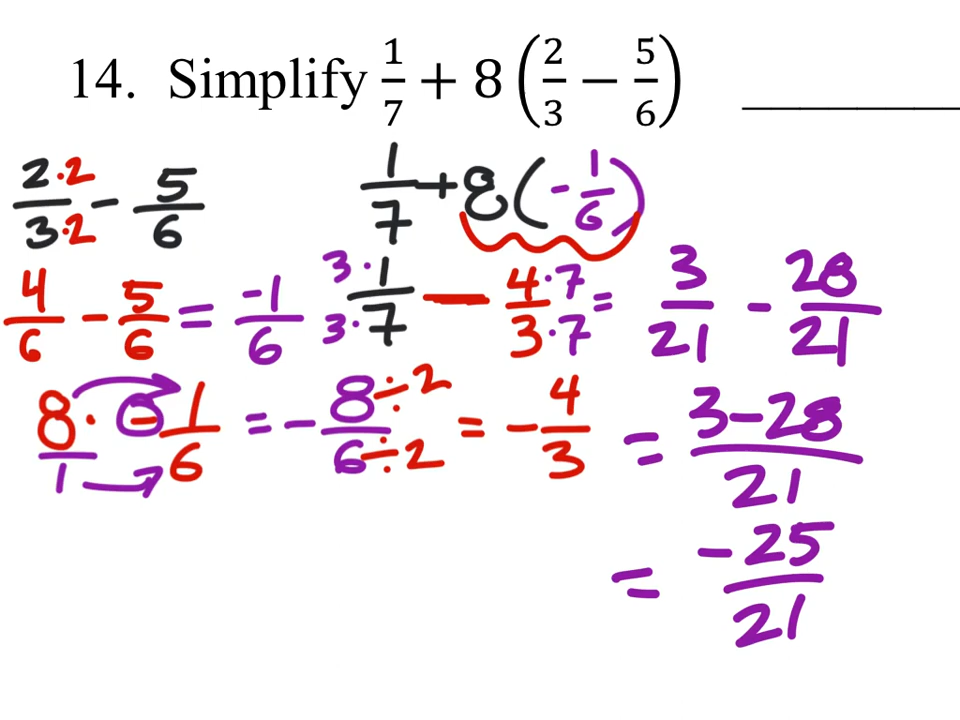 14. Simplify 1/7 + 8 (2/3 − 5/6) __________
2·2/3·2 - 5/6
1/7 + 8 (-1/6)
4/6 - 5/6 = -1/6
3·1/3·7 - 4·7/3·7 = 3/21 - 28/21
8/1 · - 1/6 = - 8÷2/6÷2 = - 4/3
= 3-28/21
= -25/21